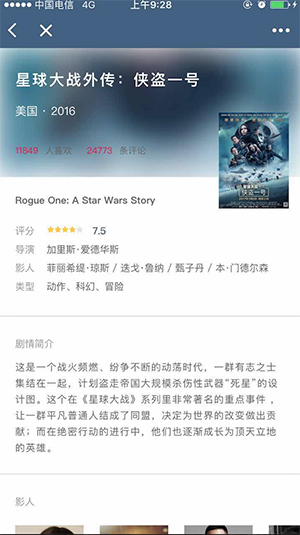 中国电信 4G 上午9:28
星球大战外传：侠盗一号
美国 · 2016
11849 人喜欢 24773 条评论
星球大战
侠盗一号
Rogue One: A Star Wars Story
评分 7.5
导演 加里斯·爱德华斯
影人 菲丽希缇·琼斯 / 迭戈·鲁纳 / 甄子丹 / 本·门德尔森
类型 动作、科幻、冒险
剧情简介
这是一个战火频燃、纷争不断的动荡时代，一群有志之士
集结在一起，计划盗走帝国大规模杀伤性武器“死星”的设
计图。这个在《星球大战》系列里非常著名的重点事件，
让一群平凡普通人结成了同盟，决定为世界的改变做出贡
献；而在绝密行动的进行中，他们也逐渐成长为顶天立地
的英雄。
影人